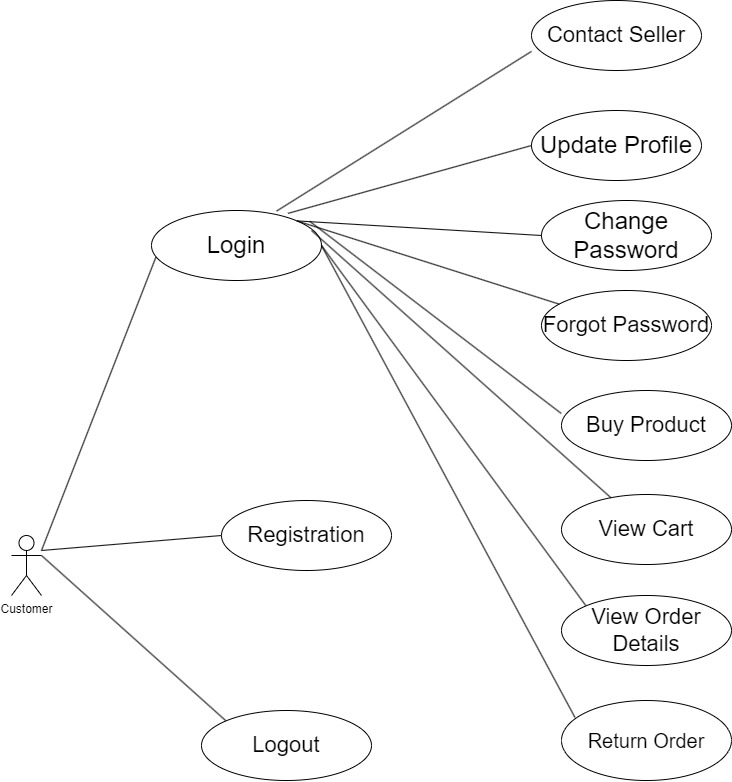 Contact Seller
Update Profile
Change
Password
Login
Forgot Password
Buy Product
View Cart
Registration
Customer
View Order
Details
Logout
Return Order